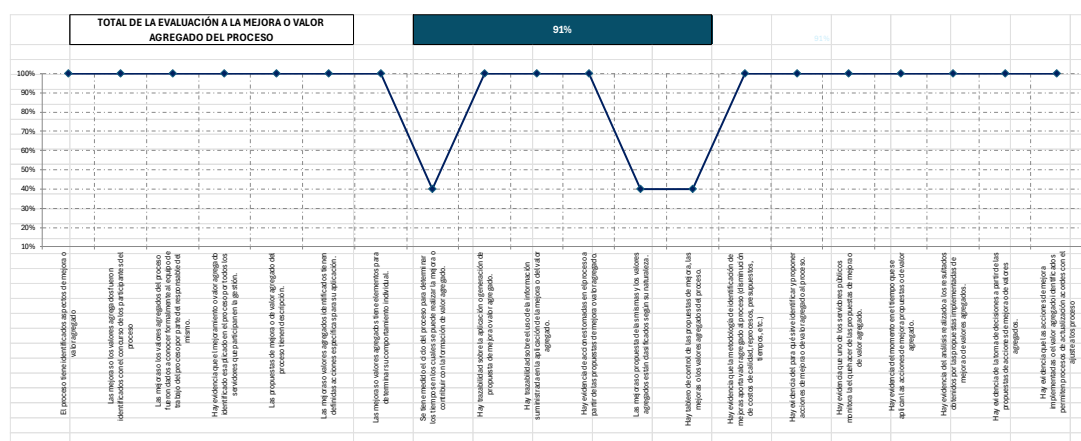 TOTAL DE LA EVALUACIÓN A LA MEJORA O VALOR
AGREGADO DEL PROCESO
91%
91%
100%
90%
80%
70%
60%
50%
40%
30%
20%
10%
El proceso tiene identificados aspectos de mejora o
valor agregado
Las mejoras o los valores agregados fueron
identificados con el concurso de los participantes del
proceso
Las mejoras o los valores agregados del proceso
fueron dados a conocer formalmente al equipo de
trabajo del proceso por parte del responsable del
mismo.
Hay evidencia que el mejoramiento o valor agregado
identificado es aplicado en el proceso por todos los
servidores que participan en la gestión.
Las propuestas de mejora o de valor agregado del
proceso tienen descripción.
Las mejoras o valores agregados identificados tienen
definidas acciones específicas para su aplicación.
Las mejoras o valores agregados tiene elementos para
determinar su comportamiento individual.
Se tiene medido el ciclo del proceso para determinar
los tiempos en los cuales se puede realizar la mejora o
contribuir con la formación de valor agregado.
Hay trazabilidad sobre la aplicación o generación de
propuesta de mejora o valor agregado.
Hay trazabilidad sobre el uso de la información
suministrada en la aplicación de la mejora o del valor
agregado.
Hay evidencia de acciones tomadas en el proceso a
partir de las propuestas de mejora o valor agregado.
Las mejoras o propuesta de las mismas y los valores
agregados están clasificados según su naturaleza.
Hay tablero de control de las propuestas de mejora, las
mejoras o los valores agregados del proceso.
Hay evidencia que la metodología de identificación de
mejoras aporta valor agregado al proceso (disminución
de costos de calidad, reprocesos, presupuestos,
tiempos, etc.)
Hay evidencia del para qué sirve identificar y proponer
acciones de mejora o de valor agregado al proceso.
Hay evidencia que uno de los servidores públicos
monitorea el quehacer de las propuestas de mejora o
de valor agregado.
Hay evidencia del momento en el tiempo que se
aplican las acciones de mejora propuestas o de valor
agregado.
Hay evidencia del análisis realizado a los resultados
obtenidos por las propuestas implementadas de
mejora o de valores agregados.
Hay evidencia de la toma de decisiones a partir de las
propuestas de acciones de mejora o de valores
agregados.
Hay evidencia que las acciones de mejora
implementadas o el valor agregado identificado
permiten procesos de actualización acordes con el
ajuste a los procesos